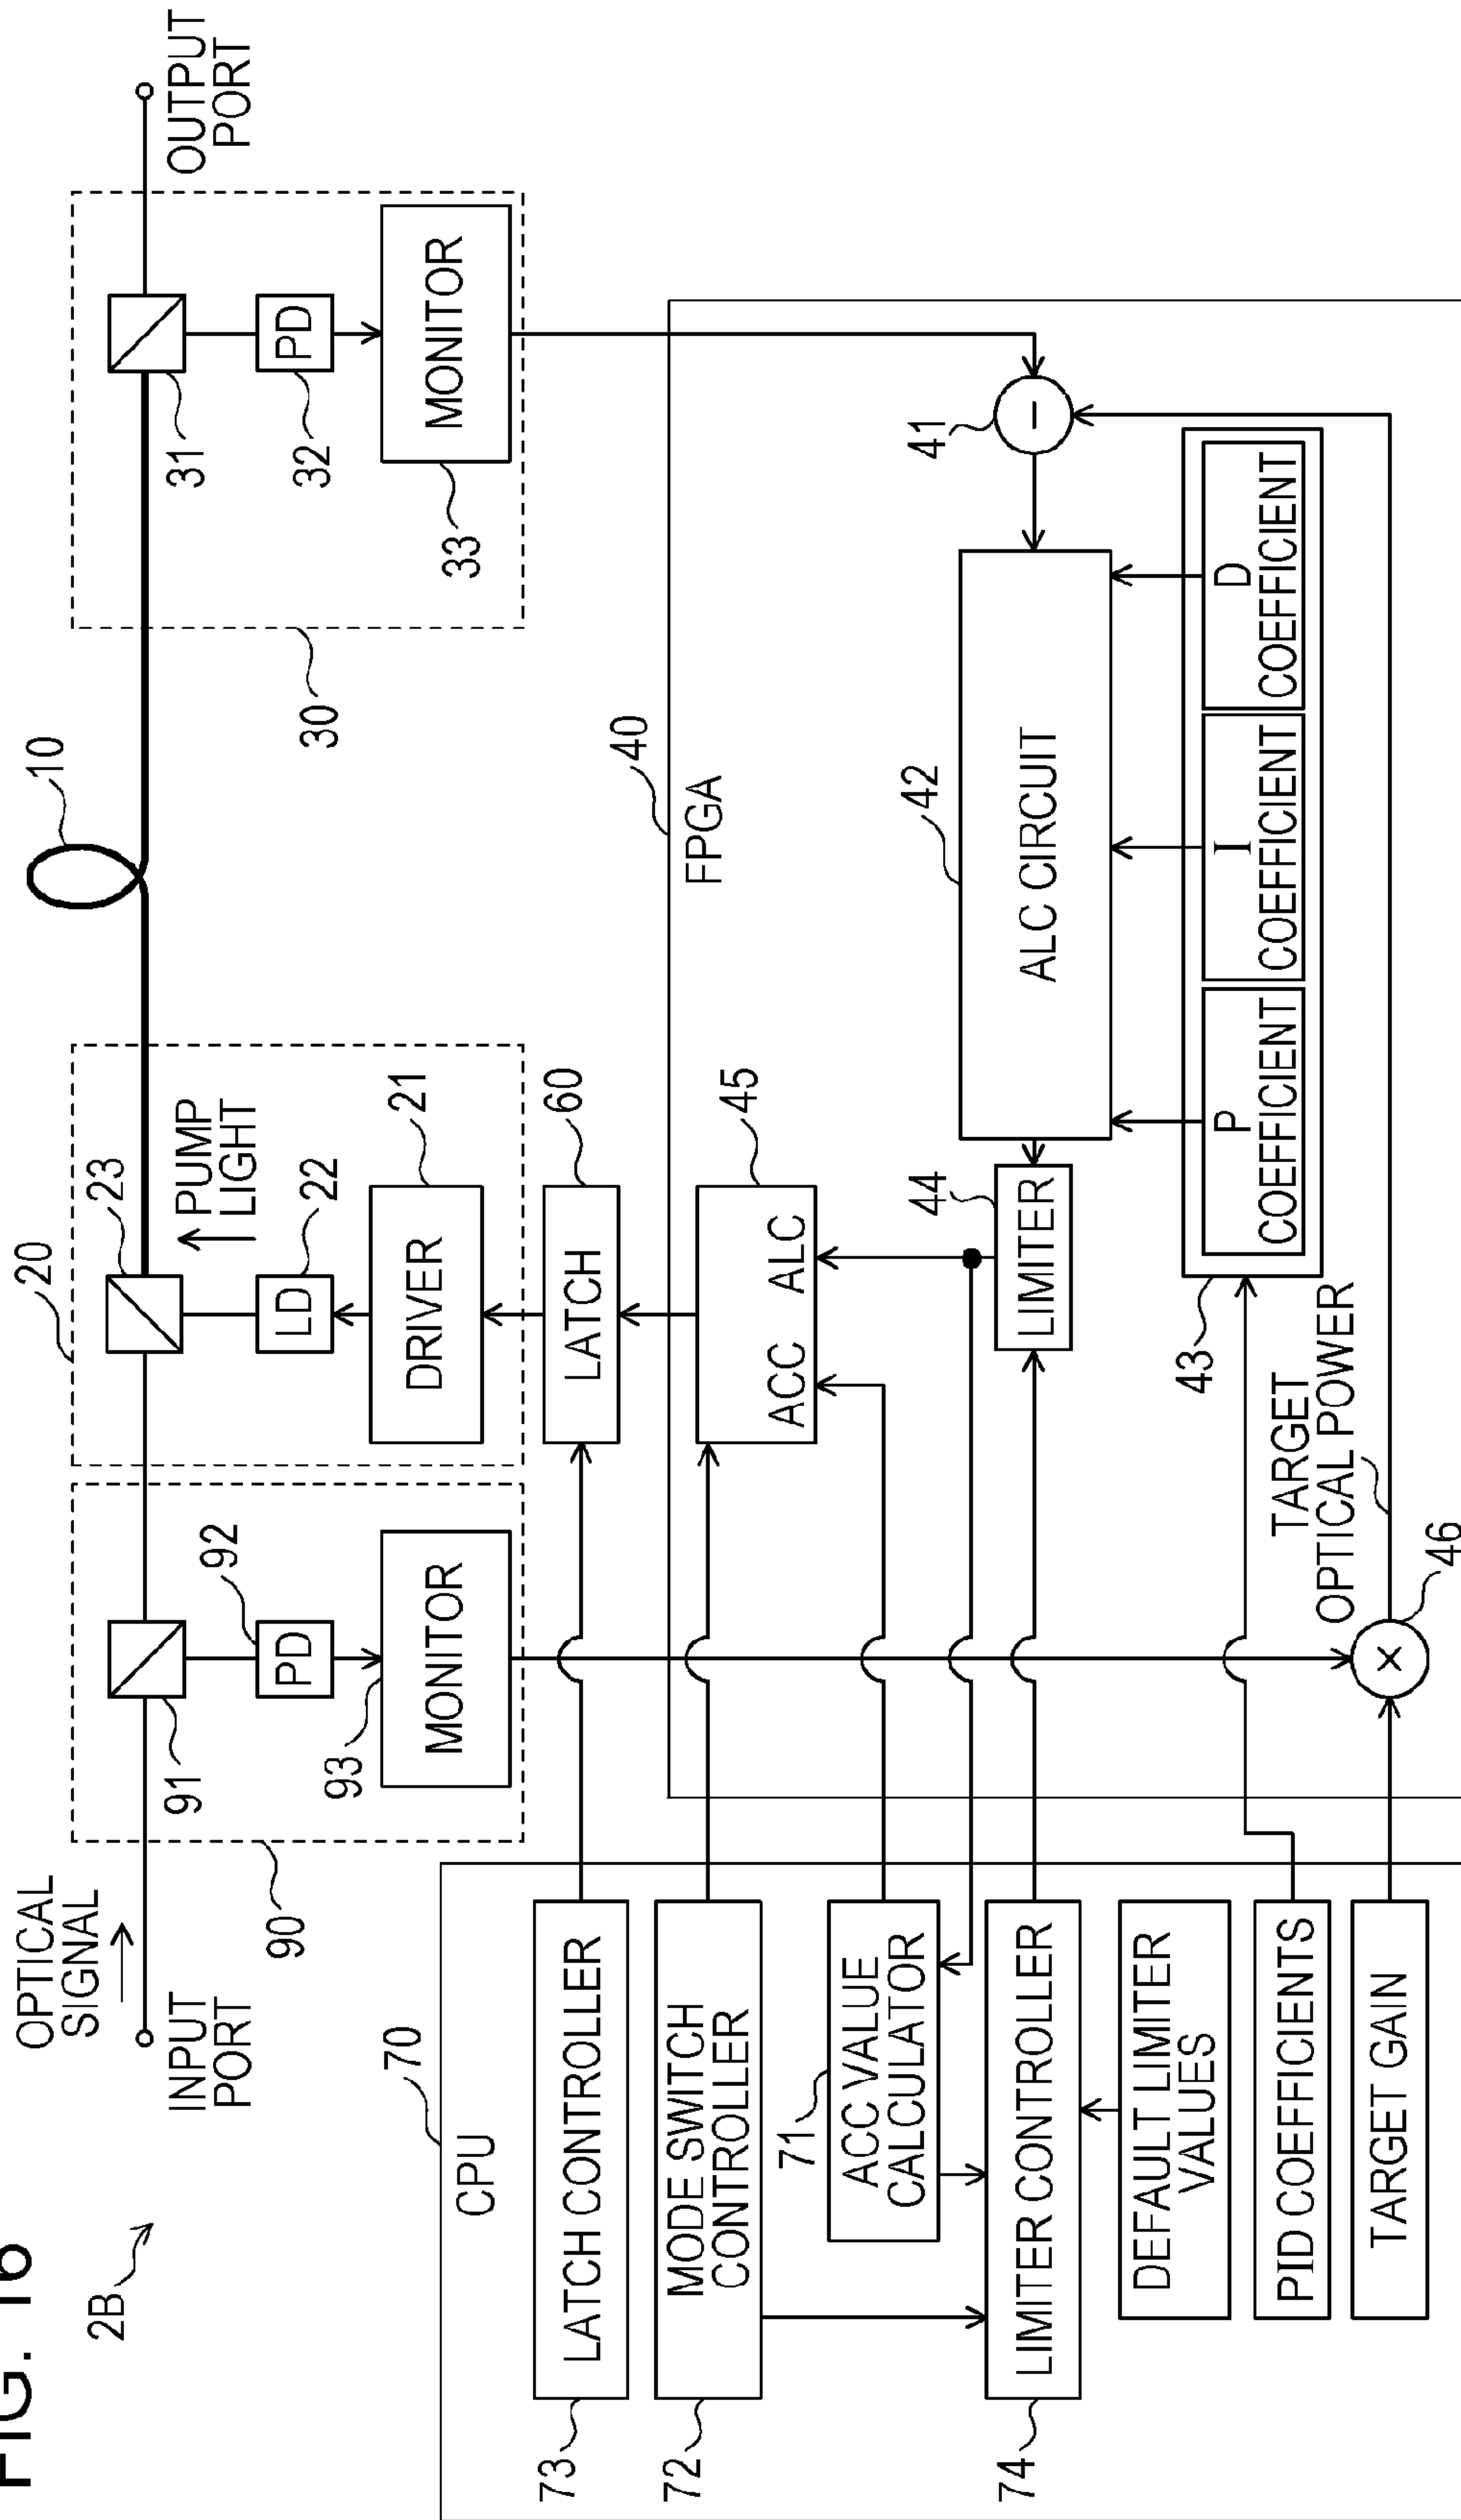 FIG. 16
2B
OPTICAL
SIGNAL
INPUT
PORT
OUTPUT
PORT
10
20
23
PUMP
LIGHT
22
LD
21
DRIVER
30
31
32
PD
33
MONITOR
90
91
92
PD
93
MONITOR
60
LATCH
40
FPGA
45
ACC
ALC
44
LIMITER
42
ALC CIRCUIT
41
−
43
P
COEFFICIENT
I
COEFFICIENT
D
COEFFICIENT
TARGET
OPTICAL POWER
46
×
70
CPU
73
LATCH CONTROLLER
72
MODE SWITCH
CONTROLLER
71
ACC VALUE
CALCULATOR
74
LIMITER CONTROLLER
DEFAULT LIMITER
VALUES
PID COEFFICIENTS
TARGET GAIN